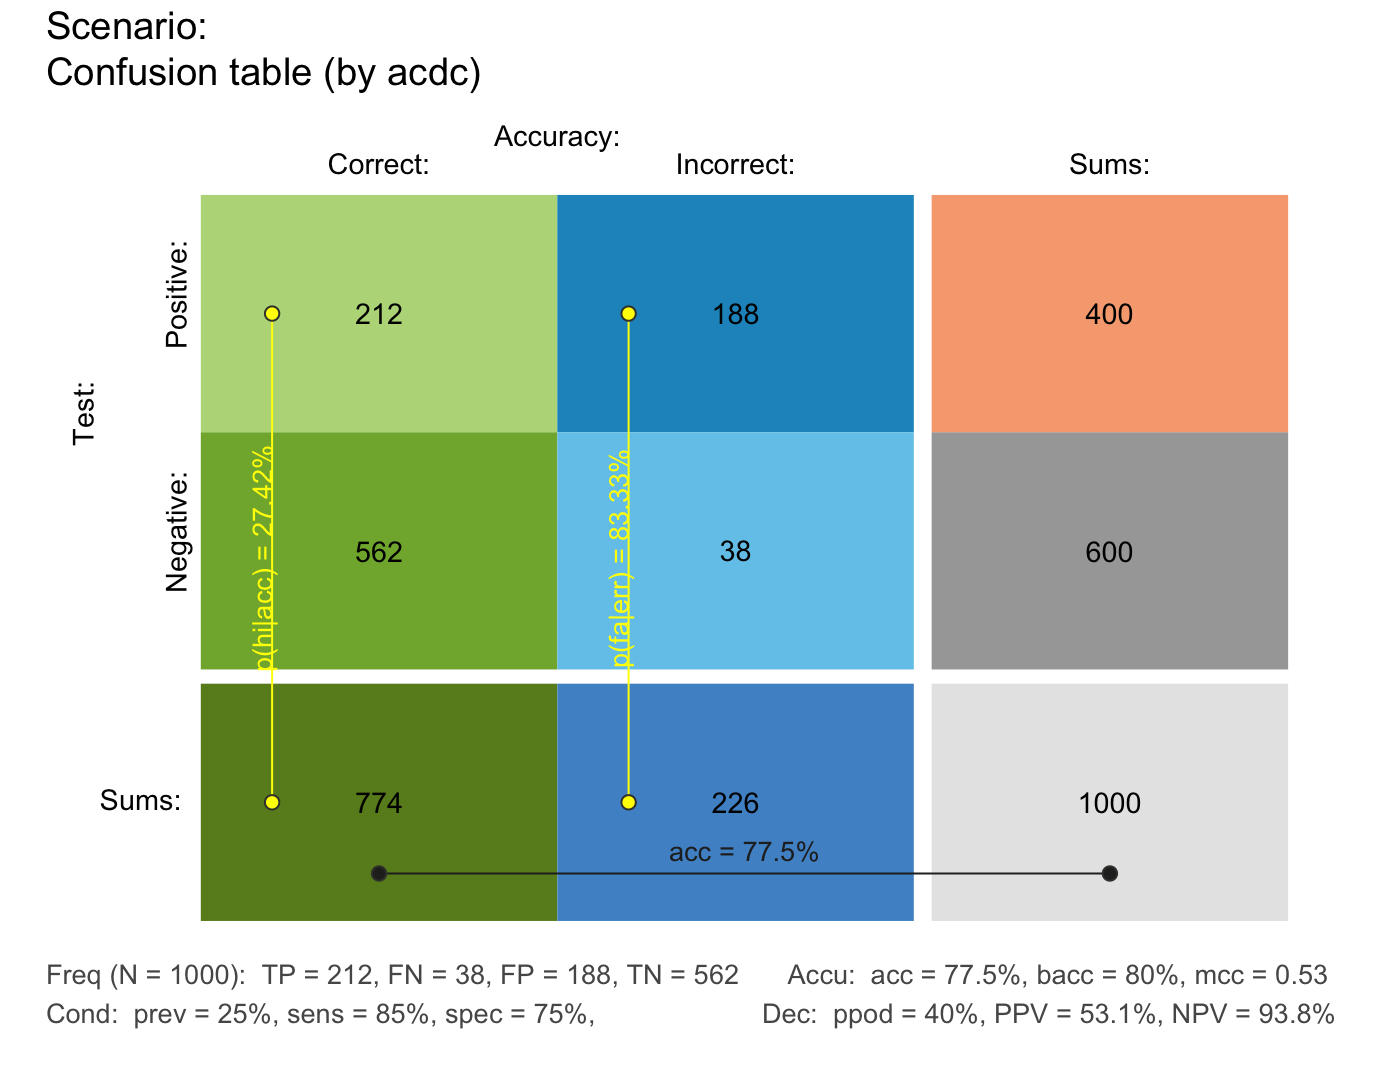 Scenario:
Confusion table (by acdc)
Accuracy:
Correct:
Incorrect:
Sums:
Test:
Positive:
212
188
400
Negative:
562
38
600
p(hi|acc) = 27.42%
p(fa|err) = 83.33%
Sums:
774
226
1000
acc = 77.5%
Freq (N = 1000):  TP = 212, FN = 38, FP = 188, TN = 562
Accu:  acc = 77.5%, bacc = 80%, mcc = 0.53
Cond:  prev = 25%, sens = 85%, spec = 75%,
Dec:  ppod = 40%, PPV = 53.1%, NPV = 93.8%